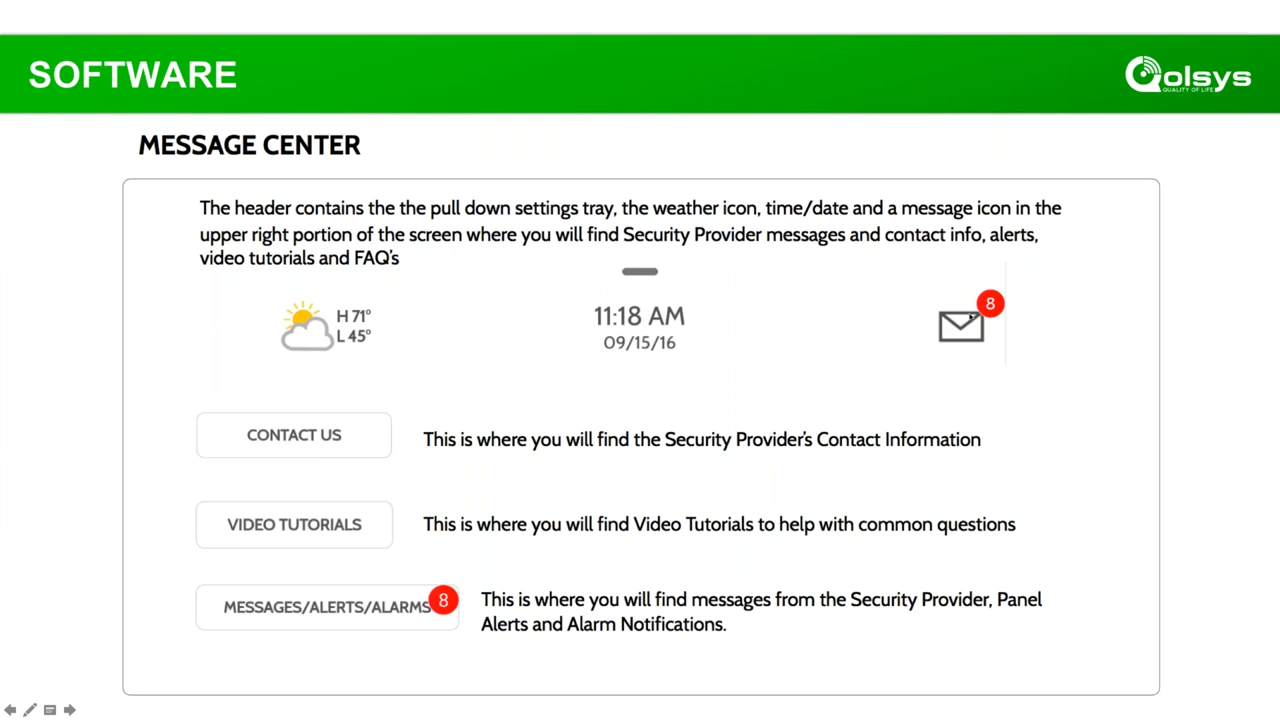 SOFTWARE
Qolsys
QUALITY OF LIFE
MESSAGE CENTER
The header contains the the pull down settings tray, the weather icon, time/date and a message icon in the
upper right portion of the screen where you will find Security Provider messages and contact info, alerts,
video tutorials and FAQ's
H 71°
L 45°
11:18 AM
09/15/16
8
CONTACT US
This is where you will find the Security Provider's Contact Information
VIDEO TUTORIALS
This is where you will find Video Tutorials to help with common questions
MESSAGES/ALERTS/ALARMS
8
This is where you will find messages from the Security Provider, Panel
Alerts and Alarm Notifications.